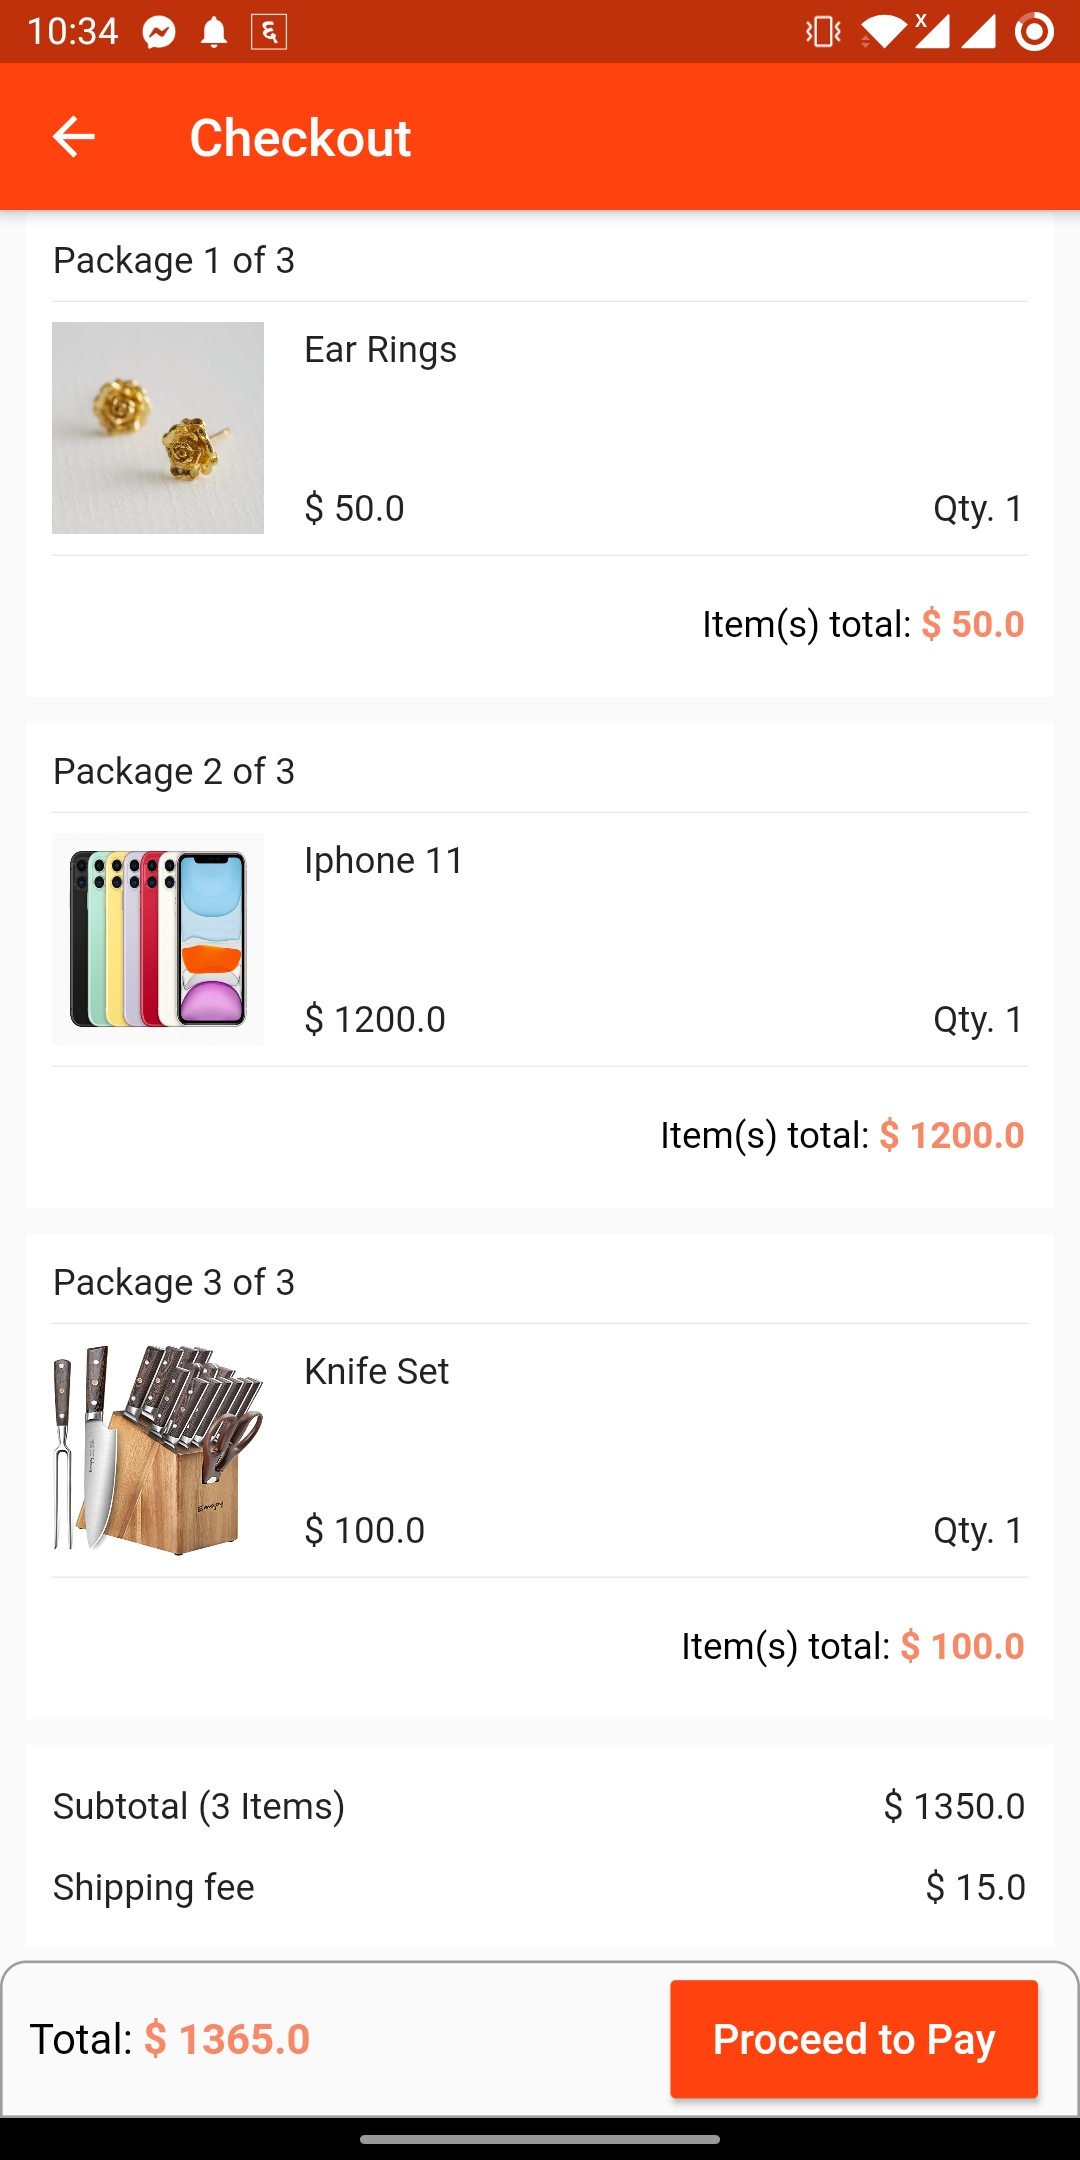 10:34
६
x
Checkout
Package 1 of 3
Ear Rings
$ 50.0 Qty. 1
Item(s) total: $ 50.0
Package 2 of 3
Iphone 11
$ 1200.0 Qty. 1
Item(s) total: $ 1200.0
Package 3 of 3
Knife Set
Emojoy
$ 100.0 Qty. 1
Item(s) total: $ 100.0
Subtotal (3 Items) $ 1350.0
Shipping fee $ 15.0
Total: $ 1365.0 Proceed to Pay